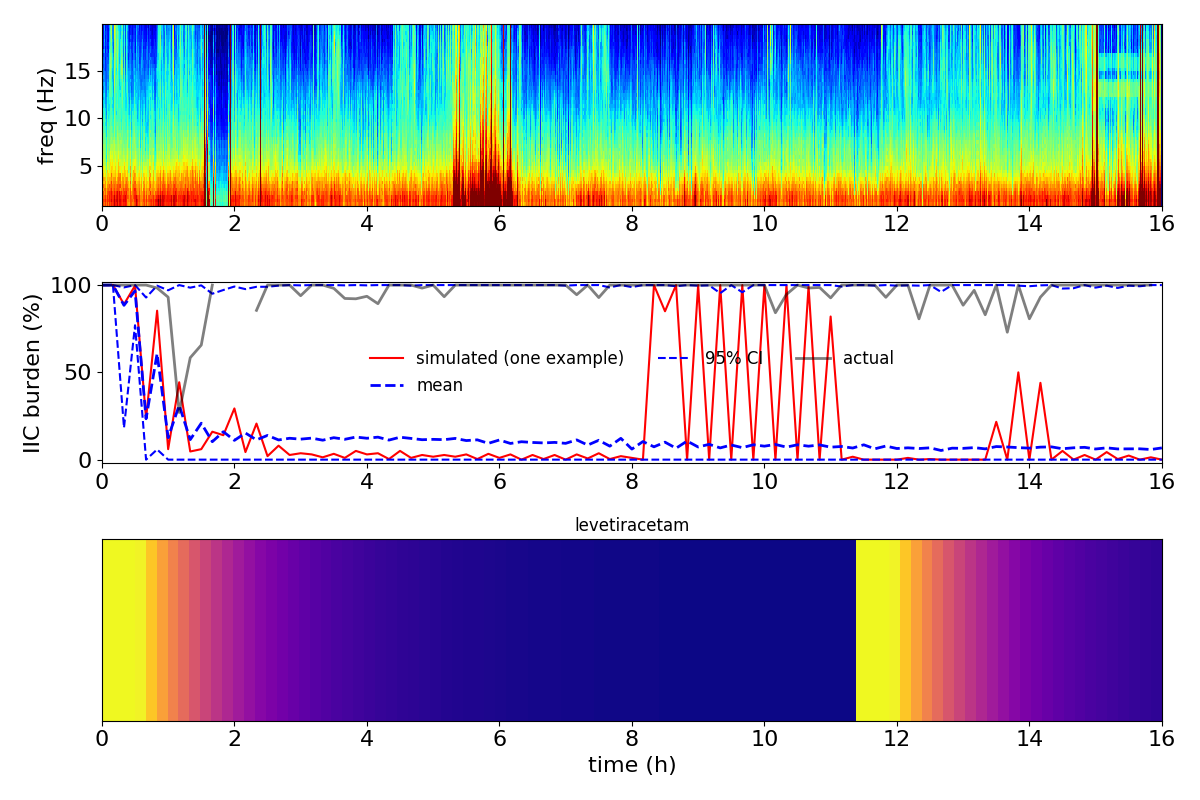 freq (Hz)
15
10
5
0 2 4 6 8 10 12 14 16
IIC burden (%)
100
50
0
simulated (one example) 95% CI actual
mean
0 2 4 6 8 10 12 14 16
levetiracetam
0 2 4 6 8 10 12 14 16
time (h)